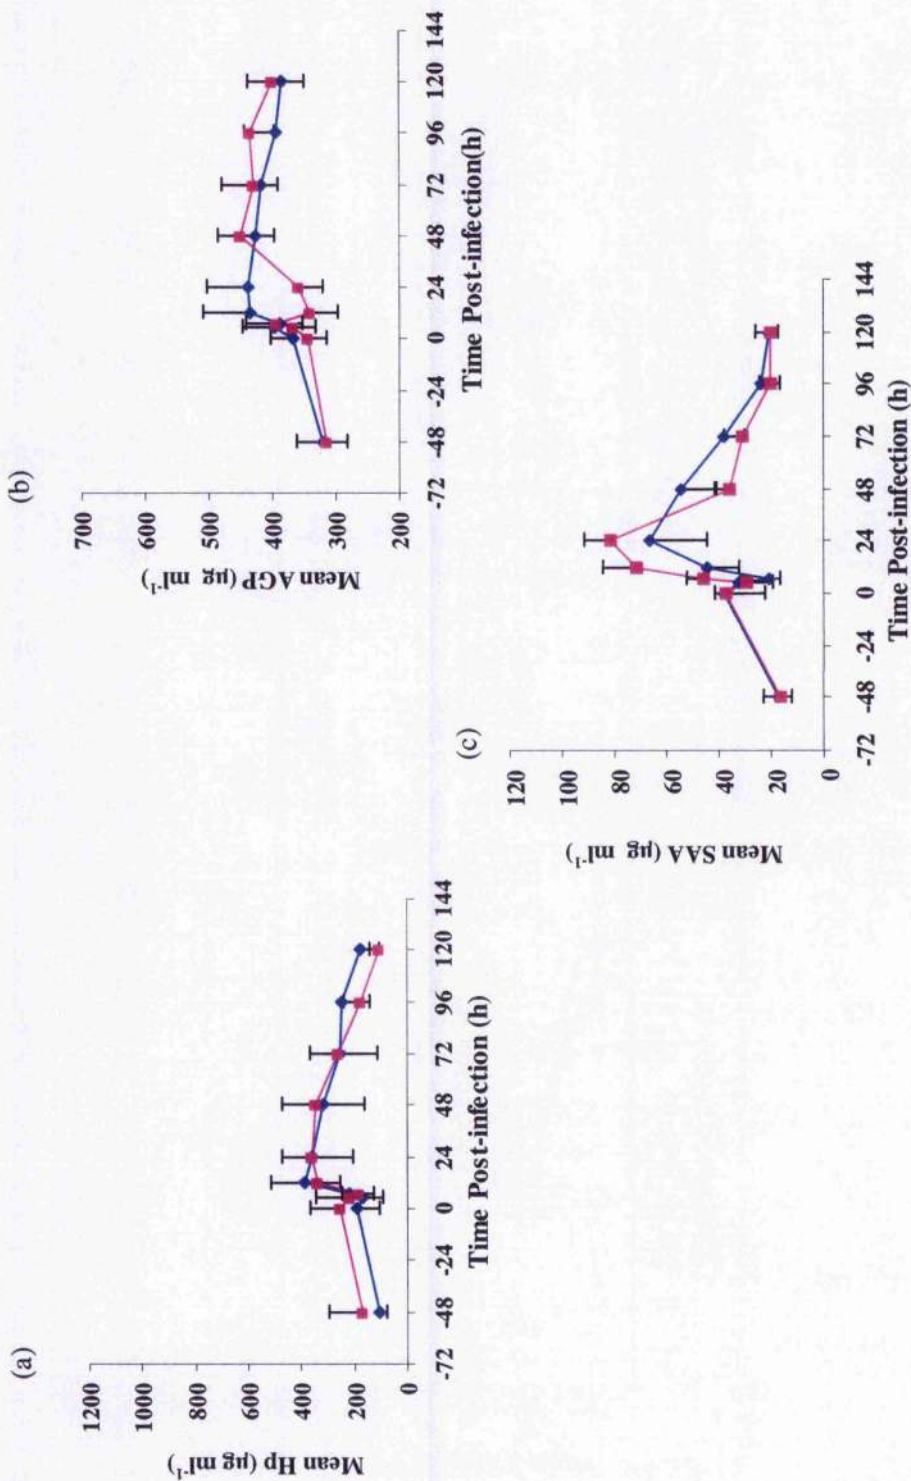 (a)
Mean Hp (µg ml-1)
1200
1000
800
600
400
200
0
-72 -48 -24 0 24 48 72 96 120 144
Time Post-infection (h)
(b)
Mean AGP (µg ml-1)
700
600
500
400
300
200
-72 -48 -24 0 24 48 72 96 120 144
Time Post-infection(h)
(c)
Mean SAA (µg ml-1)
120
100
80
60
40
20
0
-72 -48 -24 0 24 48 72 96 120 144
Time Post-infection (h)